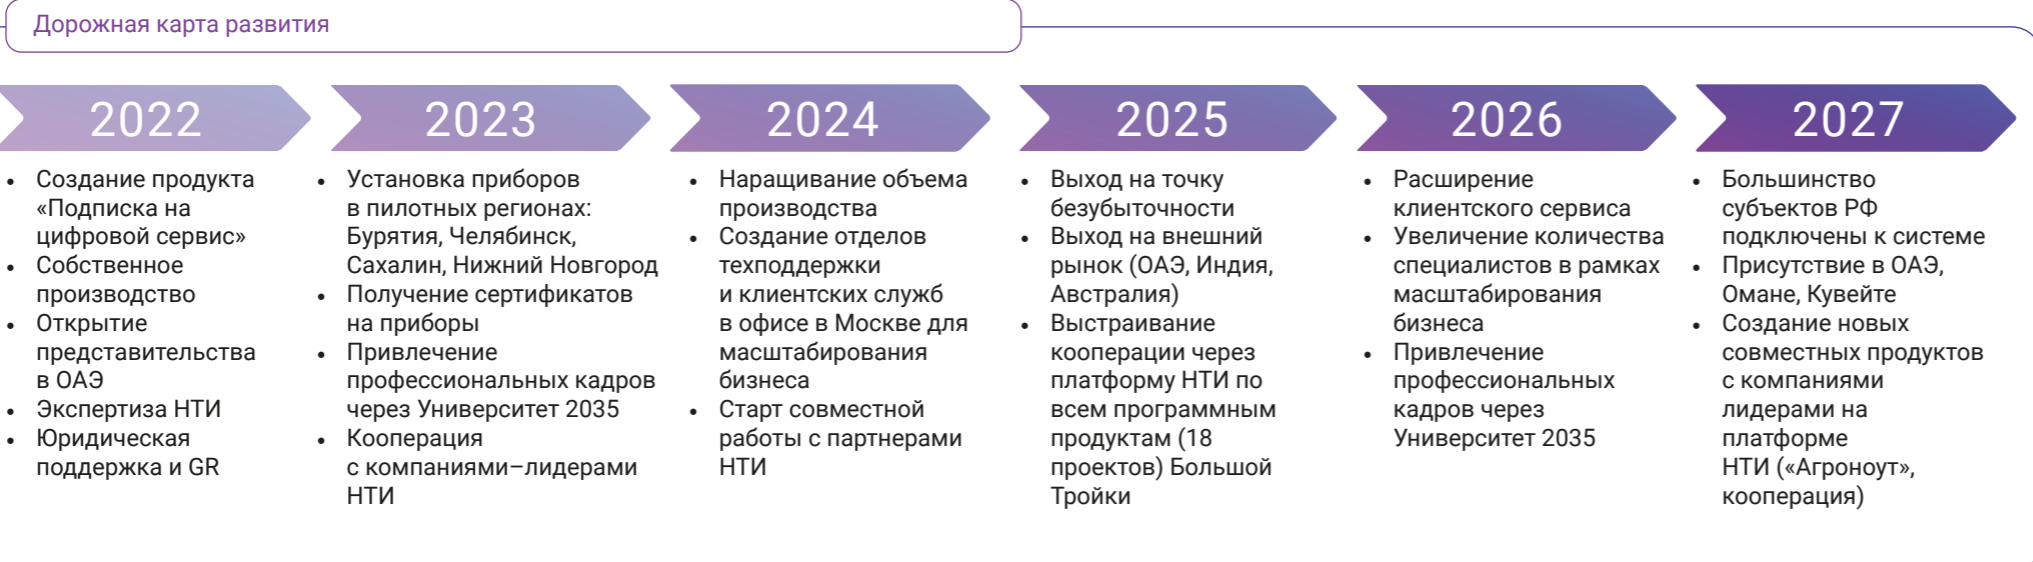 Дорожная карта развития
2022
• Создание продукта
«Подписка на
цифровой сервис»
• Собственное
производство
• Открытие
представительства
в ОАЭ
• Экспертиза НТИ
• Юридическая
поддержка и GR
2023
• Установка приборов
в пилотных регионах:
Бурятия, Челябинск,
Сахалин, Нижний Новгород
• Получение сертификатов
на приборы
• Привлечение
профессиональных кадров
через Университет 2035
• Кооперация
с компаниями–лидерами
НТИ
2024
• Наращивание объема
производства
• Создание отделов
техподдержки
и клиентских служб
в офисе в Москве для
масштабирования
бизнеса
• Старт совместной
работы с партнерами
НТИ
2025
• Выход на точку
безубыточности
• Выход на внешний
рынок (ОАЭ, Индия,
Австралия)
• Выстраивание
кооперации через
платформу НТИ по
всем программным
продуктам (18
проектов) Большой
Тройки
2026
• Расширение
клиентского сервиса
• Увеличение количества
специалистов в рамках
масштабирования
бизнеса
• Привлечение
профессиональных
кадров через
Университет 2035
2027
• Большинство
субъектов РФ
подключены к системе
• Присутствие в ОАЭ,
Омане, Кувейте
• Создание новых
совместных продуктов
с компаниями
лидерами на
платформе
НТИ («Агроноут»,
кооперация)